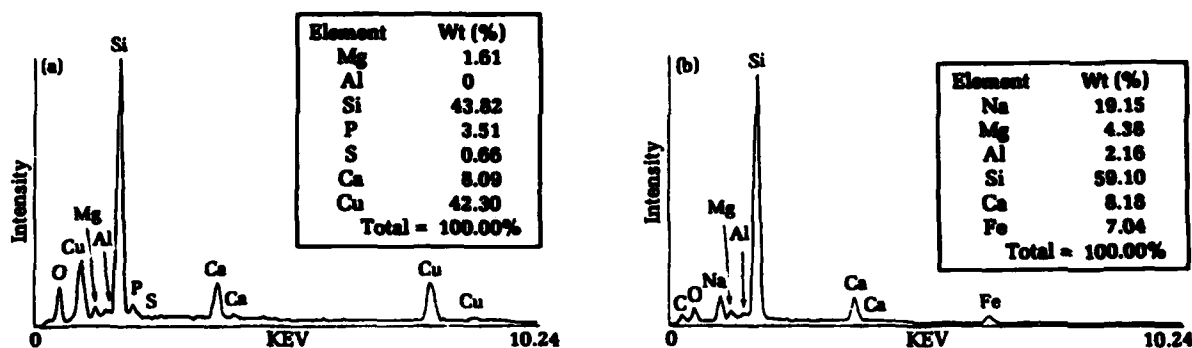 (a)
Intensity
O
Cu
Mg
Al
Si
P
S
Ca
Ca
Cu
Cu
0 KEV 10.24
Element Wt (%)
Mg 1.61
Al 0
Si 43.82
P 3.51
S 0.66
Ca 8.09
Cu 42.30
Total = 100.00%
(b)
Intensity
C
O
Na
Mg
Al
Si
Ca
Ca
Fe
0 KEV 10.24
Element Wt (%)
Na 19.15
Mg 4.38
Al 2.16
Si 59.10
Ca 8.18
Fe 7.04
Total = 100.00%